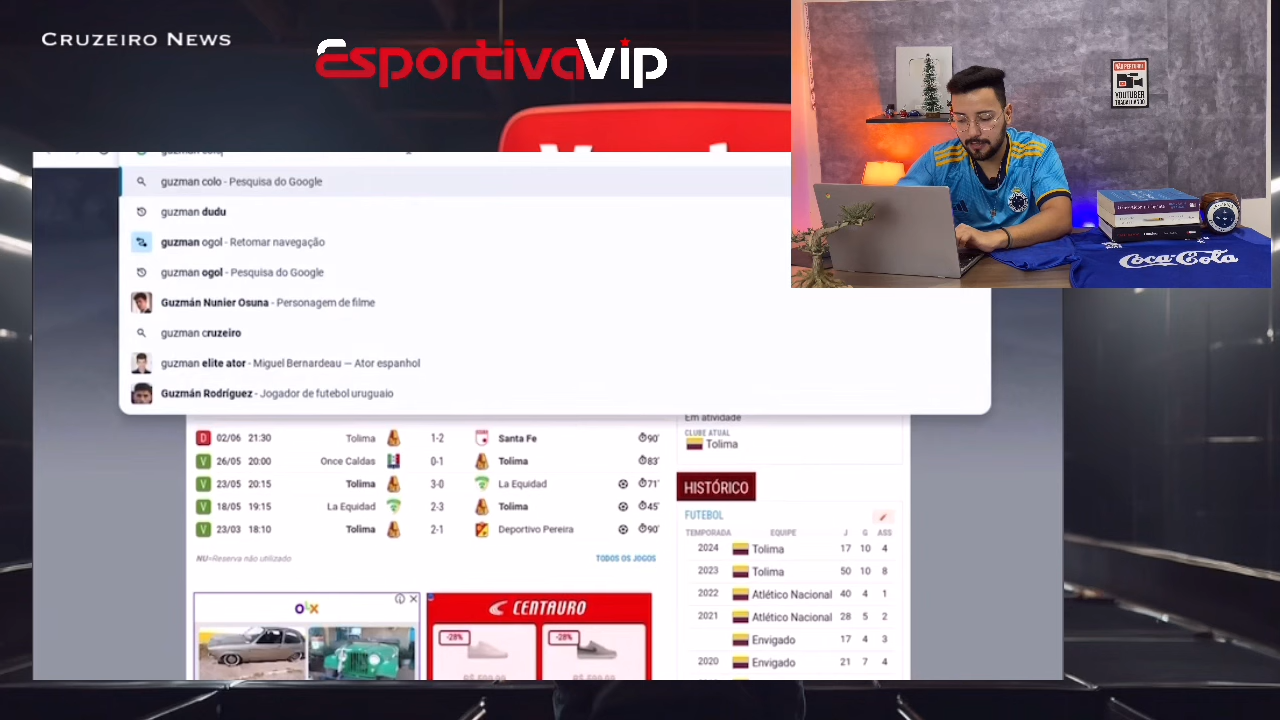 CRUZEIRO NEWS
EsportivaVip
NÃO PERTURBE
YOUTUBER
TRABALHANDO
Coca-Cola
guzman colo - Pesquisa do Google
guzman dudu
guzman ogol - Retomar navegação
guzman ogol - Pesquisa do Google
Guzmán Nunier Osuna - Personagem de filme
guzman cruzeiro
guzman elite ator - Miguel Bernardeau — Ator espanhol
Guzmán Rodríguez - Jogador de futebol uruguaio
Em atividade
CLUBE ATUAL
Tolima
D 02/06 21:30 Tolima 1-2 Santa Fe 90'
V 26/05 20:00 Once Caldas 0-1 Tolima 83'
V 23/05 20:15 Tolima 3-0 La Equidad 71'
V 18/05 19:15 La Equidad 2-3 Tolima 45'
V 23/03 18:10 Tolima 2-1 Deportivo Pereira 90'
NU=Reserva não utilizado TODOS OS JOGOS
HISTÓRICO
FUTEBOL
TEMPORADA EQUIPE J G ASS
2024 Tolima 17 10 4
2023 Tolima 50 10 8
2022 Atlético Nacional 40 4 1
2021 Atlético Nacional 28 5 2
Envigado 17 4 3
2020 Envigado 21 7 4
olx
CENTAURO
-28% -28%